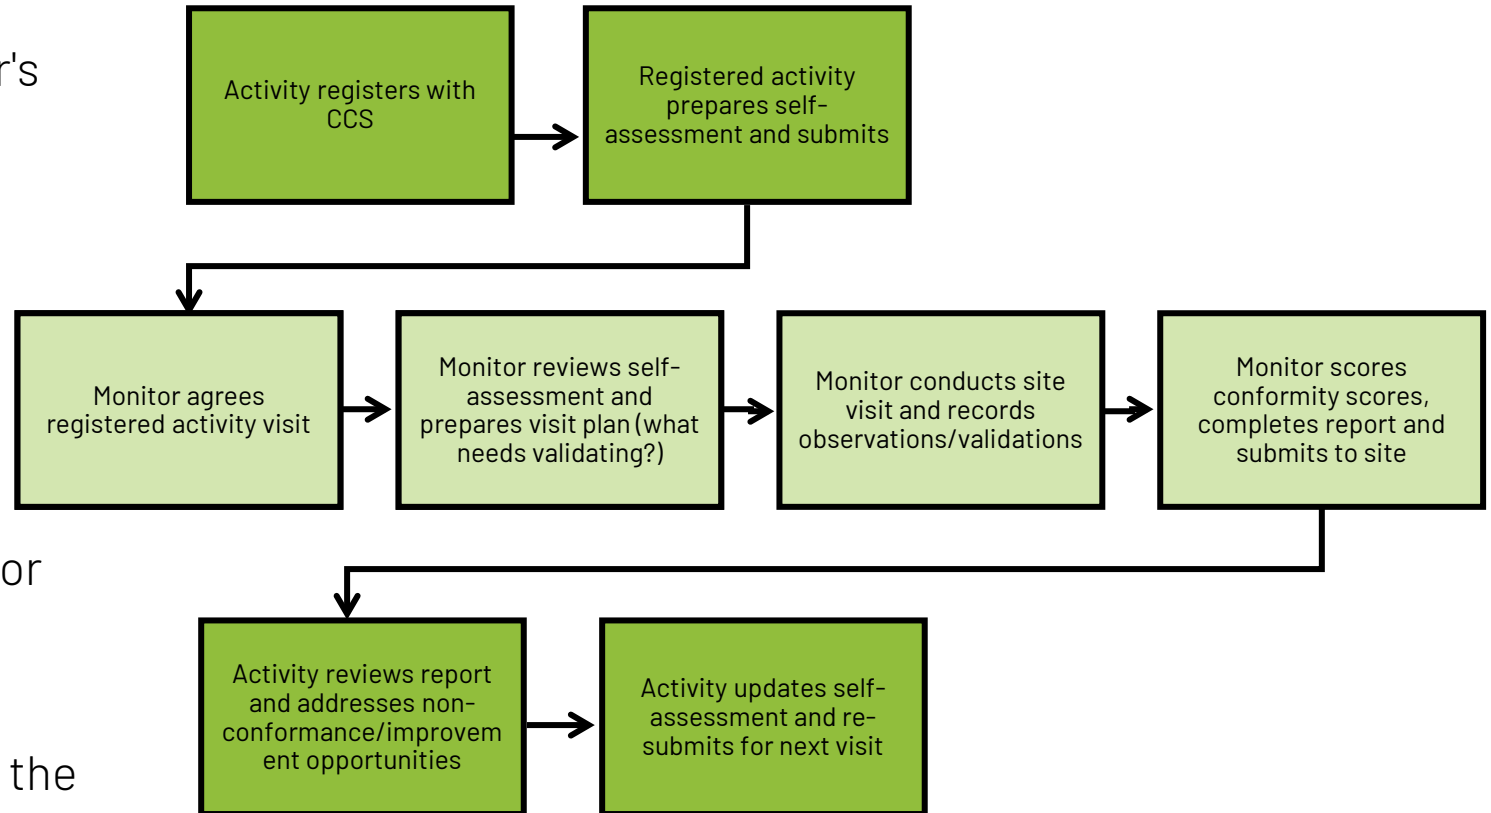 r's
Activity registers with
CCS
Registered activity
prepares self-
assessment and submits
Monitor agrees
registered activity visit
Monitor reviews self-
assessment and
prepares visit plan (what
needs validating?)
Monitor conducts site
visit and records
observations/validations
Monitor scores
conformity scores,
completes report and
submits to site
or
Activity reviews report
and addresses non-
conformance/improvem
ent opportunities
Activity updates self-
assessment and re-
submits for next visit
the